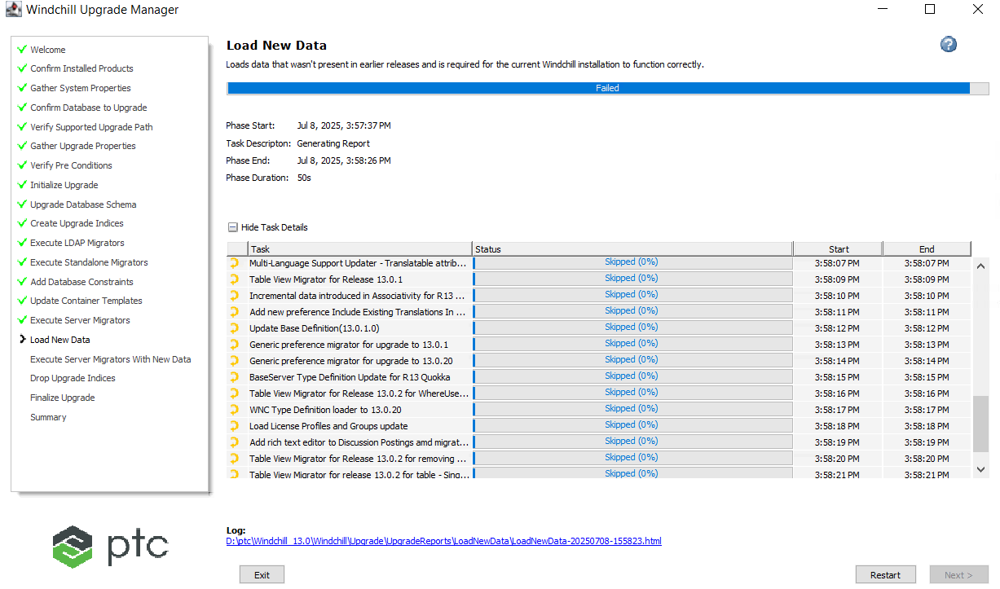 Windchill Upgrade Manager
Welcome
Confirm Installed Products
Gather System Properties
Confirm Database to Upgrade
Verify Supported Upgrade Path
Gather Upgrade Properties
Verify Pre Conditions
Initialize Upgrade
Upgrade Database Schema
Create Upgrade Indices
Execute LDAP Migrators
Execute Standalone Migrators
Add Database Constraints
Update Container Templates
Execute Server Migrators
Load New Data
Execute Server Migrators With New Data
Drop Upgrade Indices
Finalize Upgrade
Summary
ptc
Load New Data
?
Loads data that wasn't present in earlier releases and is required for the current Windchill installation to function correctly.
Failed
Phase Start: Jul 8, 2025, 3:57:37 PM
Task Descripton: Generating Report
Phase End: Jul 8, 2025, 3:58:26 PM
Phase Duration: 50s
Hide Task Details
Task Status Start End
Multi-Language Support Updater - Translatable attrib... Skipped (0%) 3:58:07 PM 3:58:07 PM
Table View Migrator for Release 13.0.1 Skipped (0%) 3:58:09 PM 3:58:09 PM
Incremental data introduced in Associativity for R13 ... Skipped (0%) 3:58:10 PM 3:58:10 PM
Add new preference Include Existing Translations In ... Skipped (0%) 3:58:11 PM 3:58:11 PM
Update Base Definition(13.0.1.0) Skipped (0%) 3:58:12 PM 3:58:12 PM
Generic preference migrator for upgrade to 13.0.1 Skipped (0%) 3:58:13 PM 3:58:13 PM
Generic preference migrator for upgrade to 13.0.20 Skipped (0%) 3:58:14 PM 3:58:14 PM
BaseServer Type Definition Update for R13 Quokka Skipped (0%) 3:58:15 PM 3:58:15 PM
Table View Migrator for Release 13.0.2 for WhereUse... Skipped (0%) 3:58:16 PM 3:58:16 PM
WNC Type Definition loader to 13.0.20 Skipped (0%) 3:58:17 PM 3:58:17 PM
Load License Profiles and Groups update Skipped (0%) 3:58:18 PM 3:58:18 PM
Add rich text editor to Discussion Postings amd migrat... Skipped (0%) 3:58:19 PM 3:58:19 PM
Table View Migrator for Release 13.0.2 for removing ... Skipped (0%) 3:58:20 PM 3:58:20 PM
Table View Migrator for release 13.0.2 for table - Sing... Skipped (0%) 3:58:21 PM 3:58:21 PM
Log:
D:\ptc\Windchill_13.0\Windchill\Upgrade\UpgradeReports\LoadNewData\LoadNewData-20250708-155823.html
Exit Restart Next >